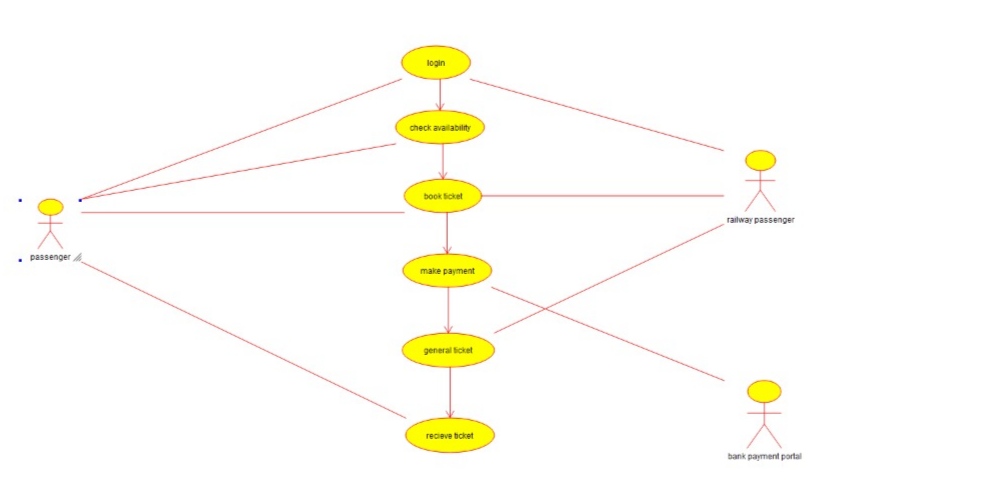 login
check availability
book ticket
railway passenger
passenger
make payment
general ticket
recieve ticket
bank payment portal